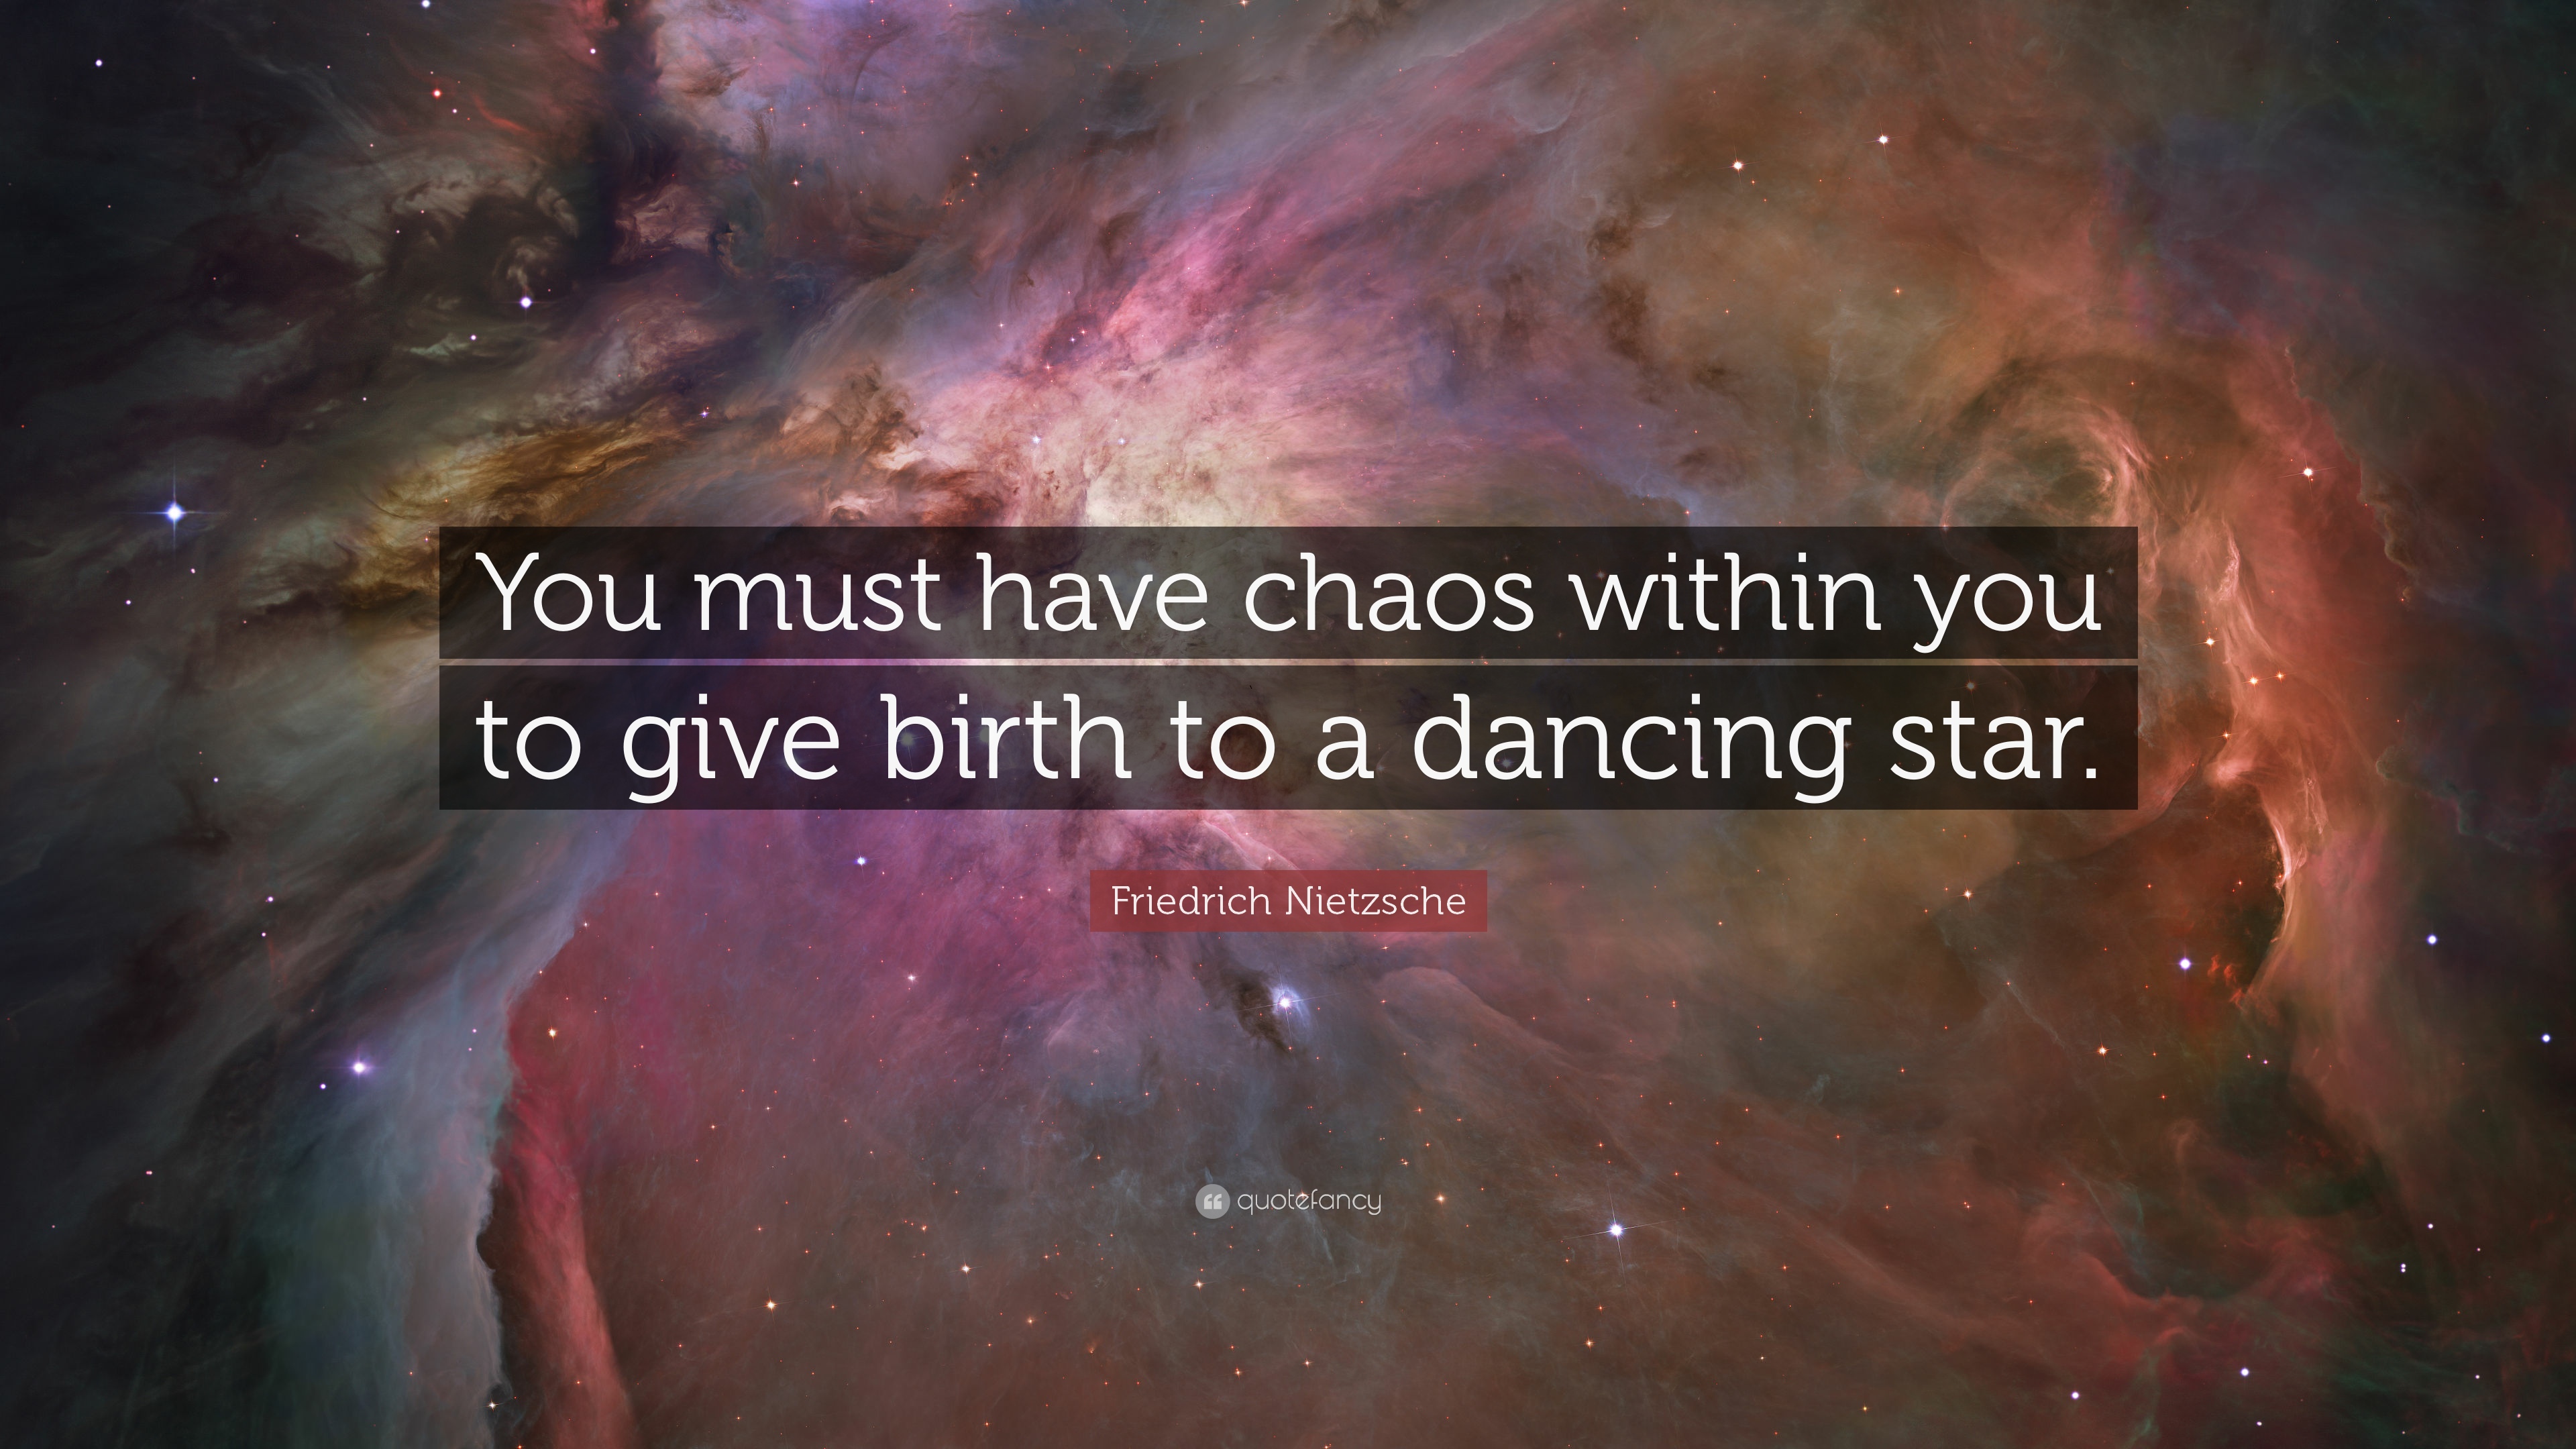 You must have chaos within you
to give birth to a dancing star.
Friedrich Nietzsche
quotefancy